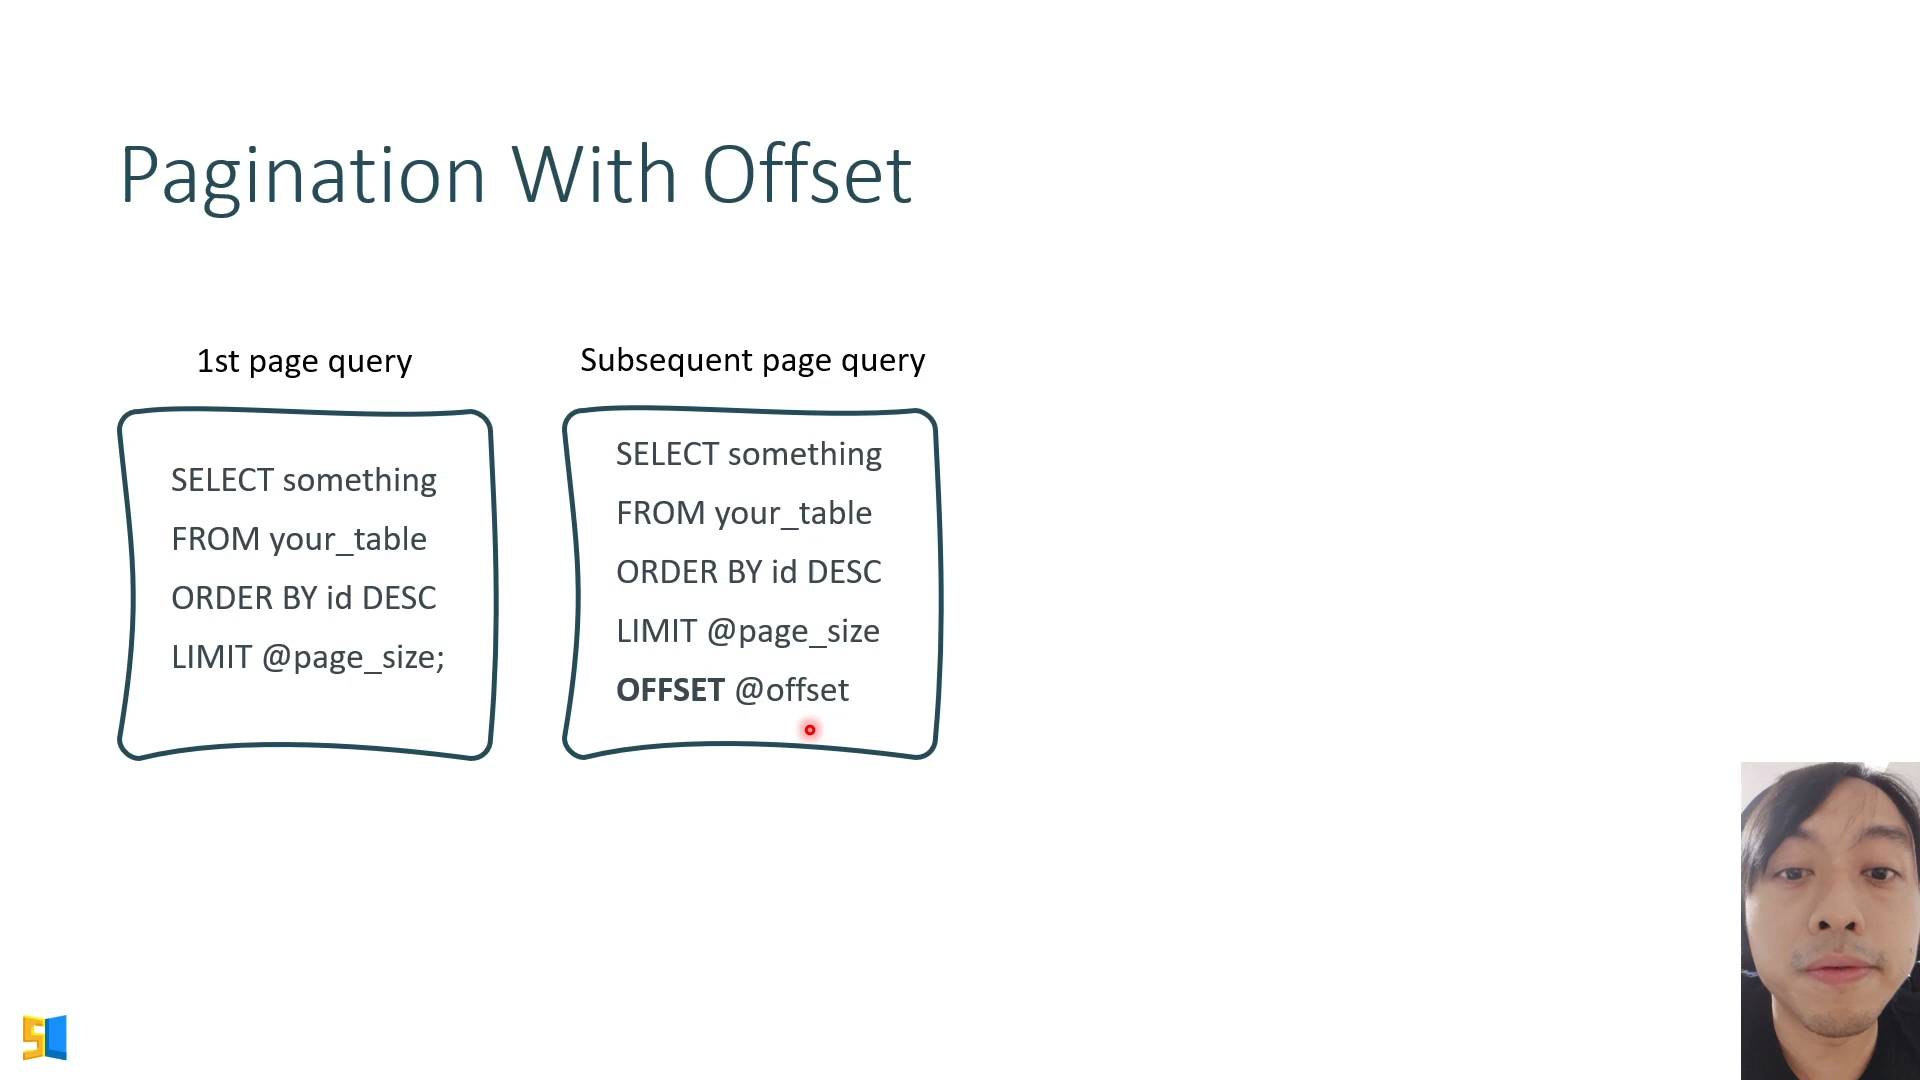 Pagination With Offset
1st page query
SELECT something
FROM your_table
ORDER BY id DESC
LIMIT @page_size;
Subsequent page query
SELECT something
FROM your_table
ORDER BY id DESC
LIMIT @page_size
OFFSET @offset